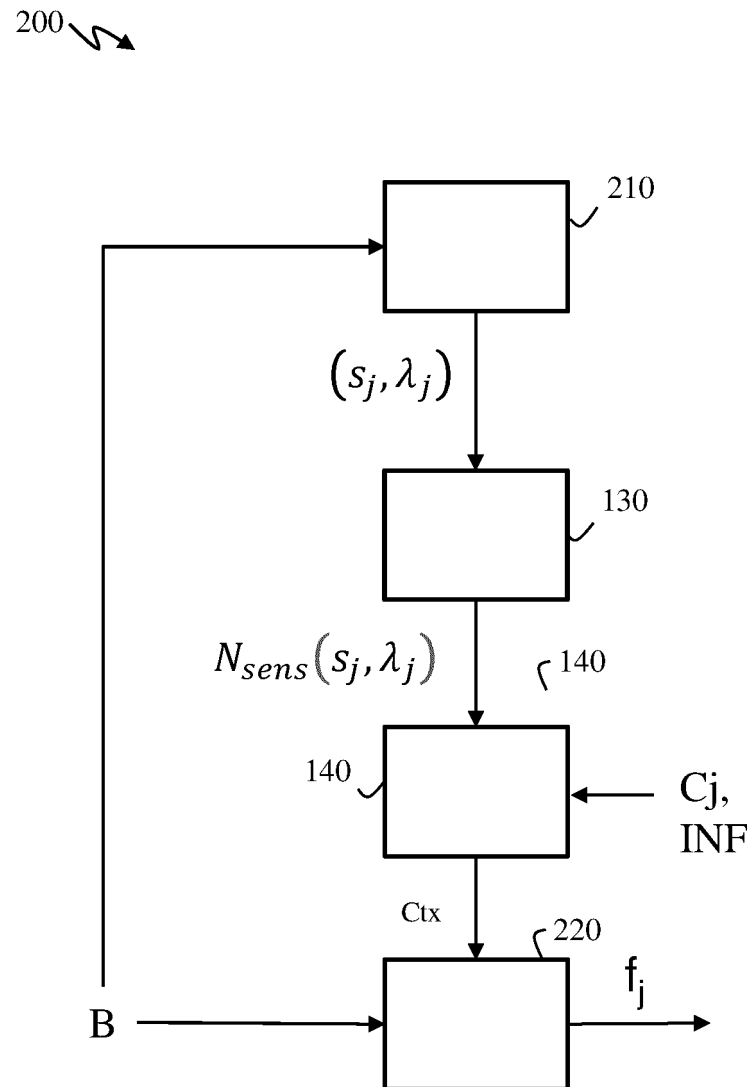 200
210
(s_j, λ_j)
130
N_sens(s_j, λ_j)
140
140
Cj,
INF
Ctx
220
f_j
B